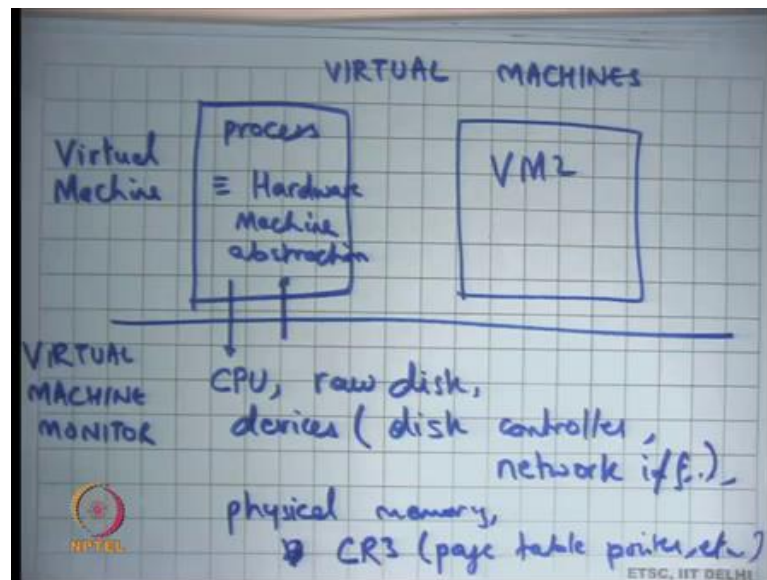 VIRTUAL MACHINES
process
Virtual
Machine
≡ Hardware
Machine
abstraction
VM2
VIRTUAL
MACHINE
MONITOR
CPU, raw disk,
devices ( disk controller,
network i/f..)
physical memory,
CR3 (page table pointer, etc.)
NPTEL
ETSC, IIT DELHI